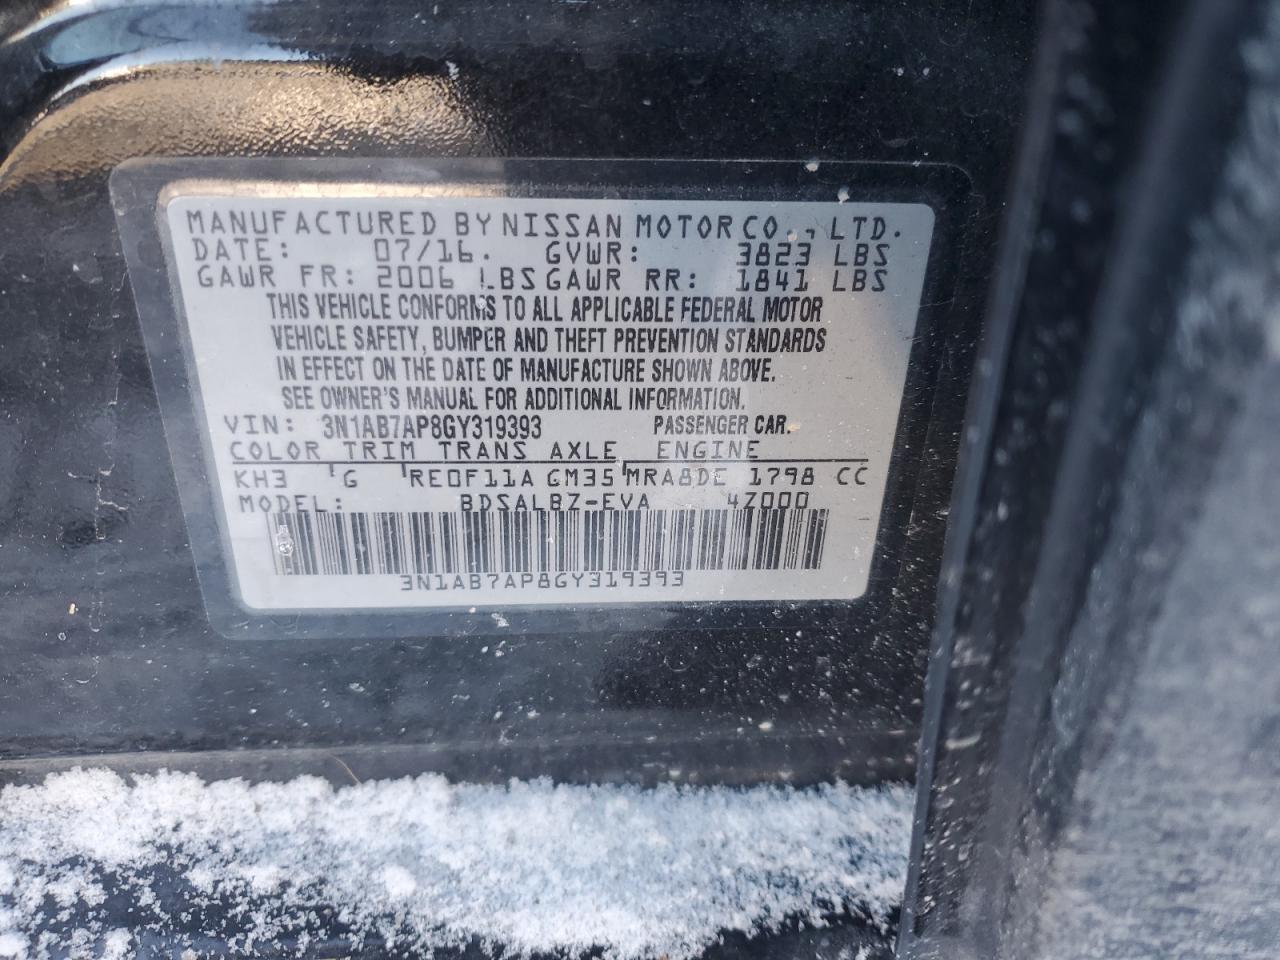 MANUFACTURED BY NISSAN MOTOR CO., LTD.
DATE: 07/16. GVWR: 3823 LBS
GAWR FR: 2006 LBS GAWR RR: 1841 LBS
THIS VEHICLE CONFORMS TO ALL APPLICABLE FEDERAL MOTOR
VEHICLE SAFETY, BUMPER AND THEFT PREVENTION STANDARDS
IN EFFECT ON THE DATE OF MANUFACTURE SHOWN ABOVE.
SEE OWNER'S MANUAL FOR ADDITIONAL INFORMATION.
VIN: 3N1AB7AP8GY319393 PASSENGER CAR.
COLOR TRIM TRANS AXLE ENGINE
KH3 G RE0F11A GM35 MRA8DE 1798 CC
MODEL: BDSALBZ-EVA 4Z000
3N1AB7AP8GY319393